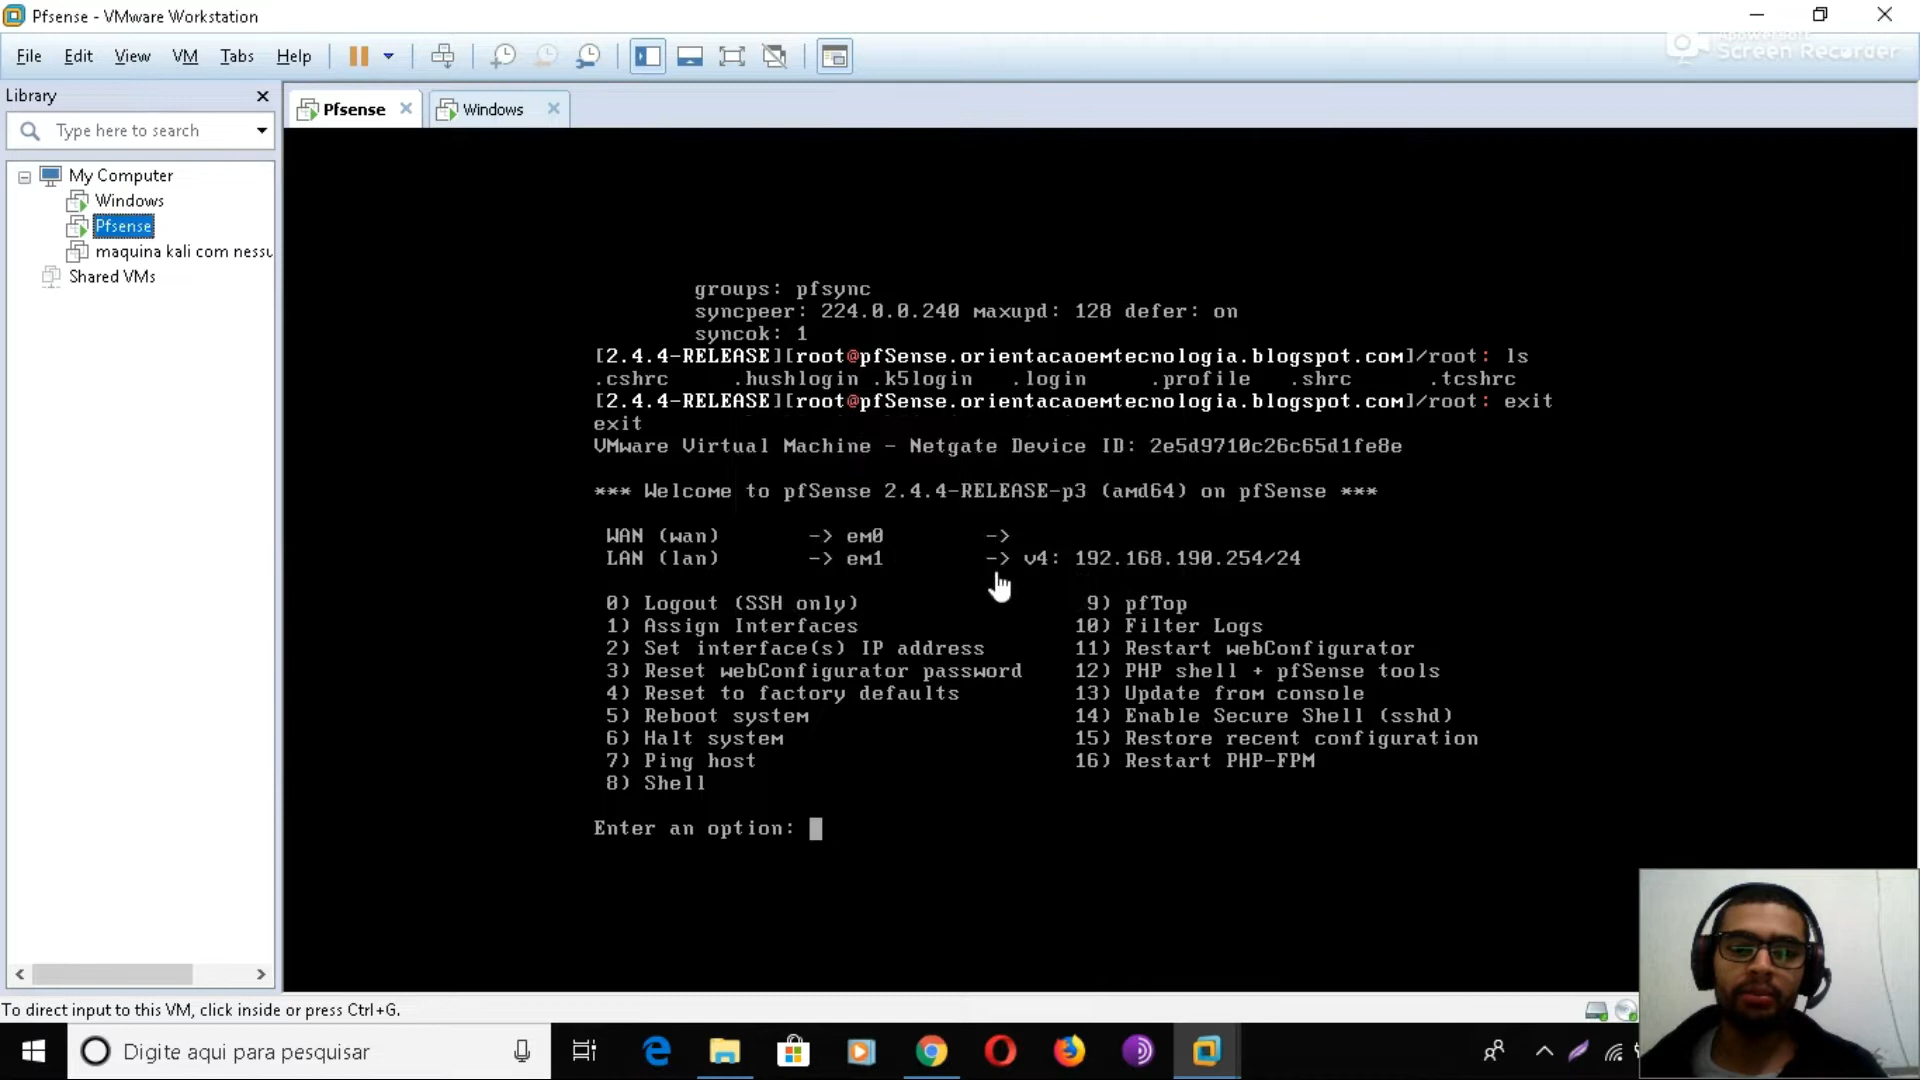 Pfsense - VMware Workstation
File Edit View VM Tabs Help
Screen Recorder
Library
Pfsense
Windows
Type here to search
My Computer
Windows
Pfsense
maquina kali com nessu
Shared VMs
groups: pfsync
syncpeer: 224.0.0.240 maxupd: 128 defer: on
syncok: 1
[2.4.4-RELEASE][root@pfSense.orientacaoemtecnologia.blogspot.com]/root: ls
.cshrc .hushlogin .k5login .login .profile .shrc .tcshrc
[2.4.4-RELEASE][root@pfSense.orientacaoemtecnologia.blogspot.com]/root: exit
exit
VMware Virtual Machine - Netgate Device ID: 2e5d9710c26c65d1fe8e
*** Welcome to pfSense 2.4.4-RELEASE-p3 (amd64) on pfSense ***
WAN (wan) -> em0 ->
LAN (lan) -> em1 -> v4: 192.168.190.254/24
0) Logout (SSH only) 9) pfTop
1) Assign Interfaces 10) Filter Logs
2) Set interface(s) IP address 11) Restart webConfigurator
3) Reset webConfigurator password 12) PHP shell + pfSense tools
4) Reset to factory defaults 13) Update from console
5) Reboot system 14) Enable Secure Shell (sshd)
6) Halt system 15) Restore recent configuration
7) Ping host 16) Restart PHP-FPM
8) Shell
Enter an option:
To direct input to this VM, click inside or press Ctrl+G.
Digite aqui para pesquisar